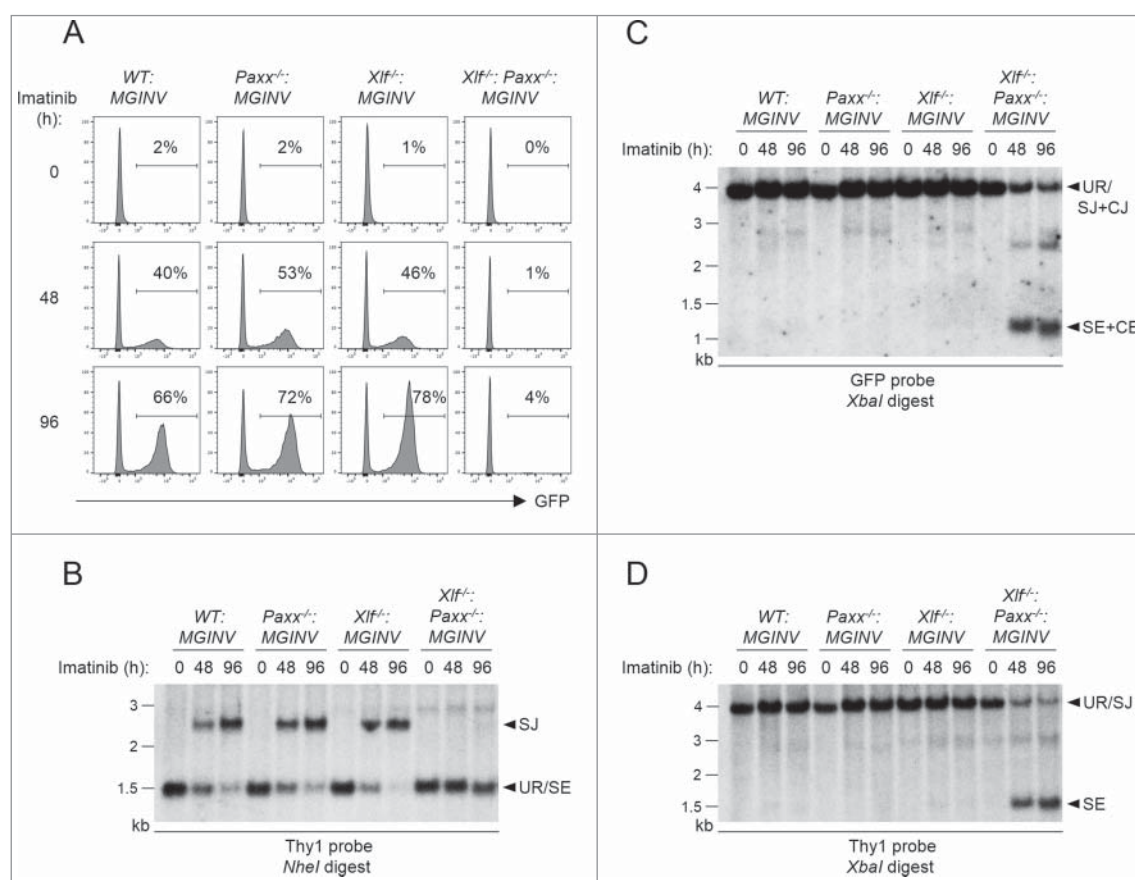 A
WT: Paxx-/-: Xlf-/-: Xlf-/-: Paxx-/-:
MGINV MGINV MGINV MGINV
Imatinib
(h):
0
2% 2% 1% 0%
48
40% 53% 46% 1%
96
66% 72% 78% 4%
GFP
B
Xlf-/-:
WT: Paxx-/-: Xlf-/-: Paxx-/-:
MGINV MGINV MGINV MGINV
Imatinib (h): 0 48 96 0 48 96 0 48 96 0 48 96
3
SJ
2
1.5
UR/SE
kb
Thy1 probe
NheI digest
C
Xlf-/-:
WT: Paxx-/-: Xlf-/-: Paxx-/-:
MGINV MGINV MGINV MGINV
Imatinib (h): 0 48 96 0 48 96 0 48 96 0 48 96
4
UR/
SJ+CJ
3
2
1.5
SE+CE
1
kb
GFP probe
XbaI digest
D
Xlf-/-:
WT: Paxx-/-: Xlf-/-: Paxx-/-:
MGINV MGINV MGINV MGINV
Imatinib (h): 0 48 96 0 48 96 0 48 96 0 48 96
4
UR/SJ
3
2
1.5
SE
kb
Thy1 probe
XbaI digest